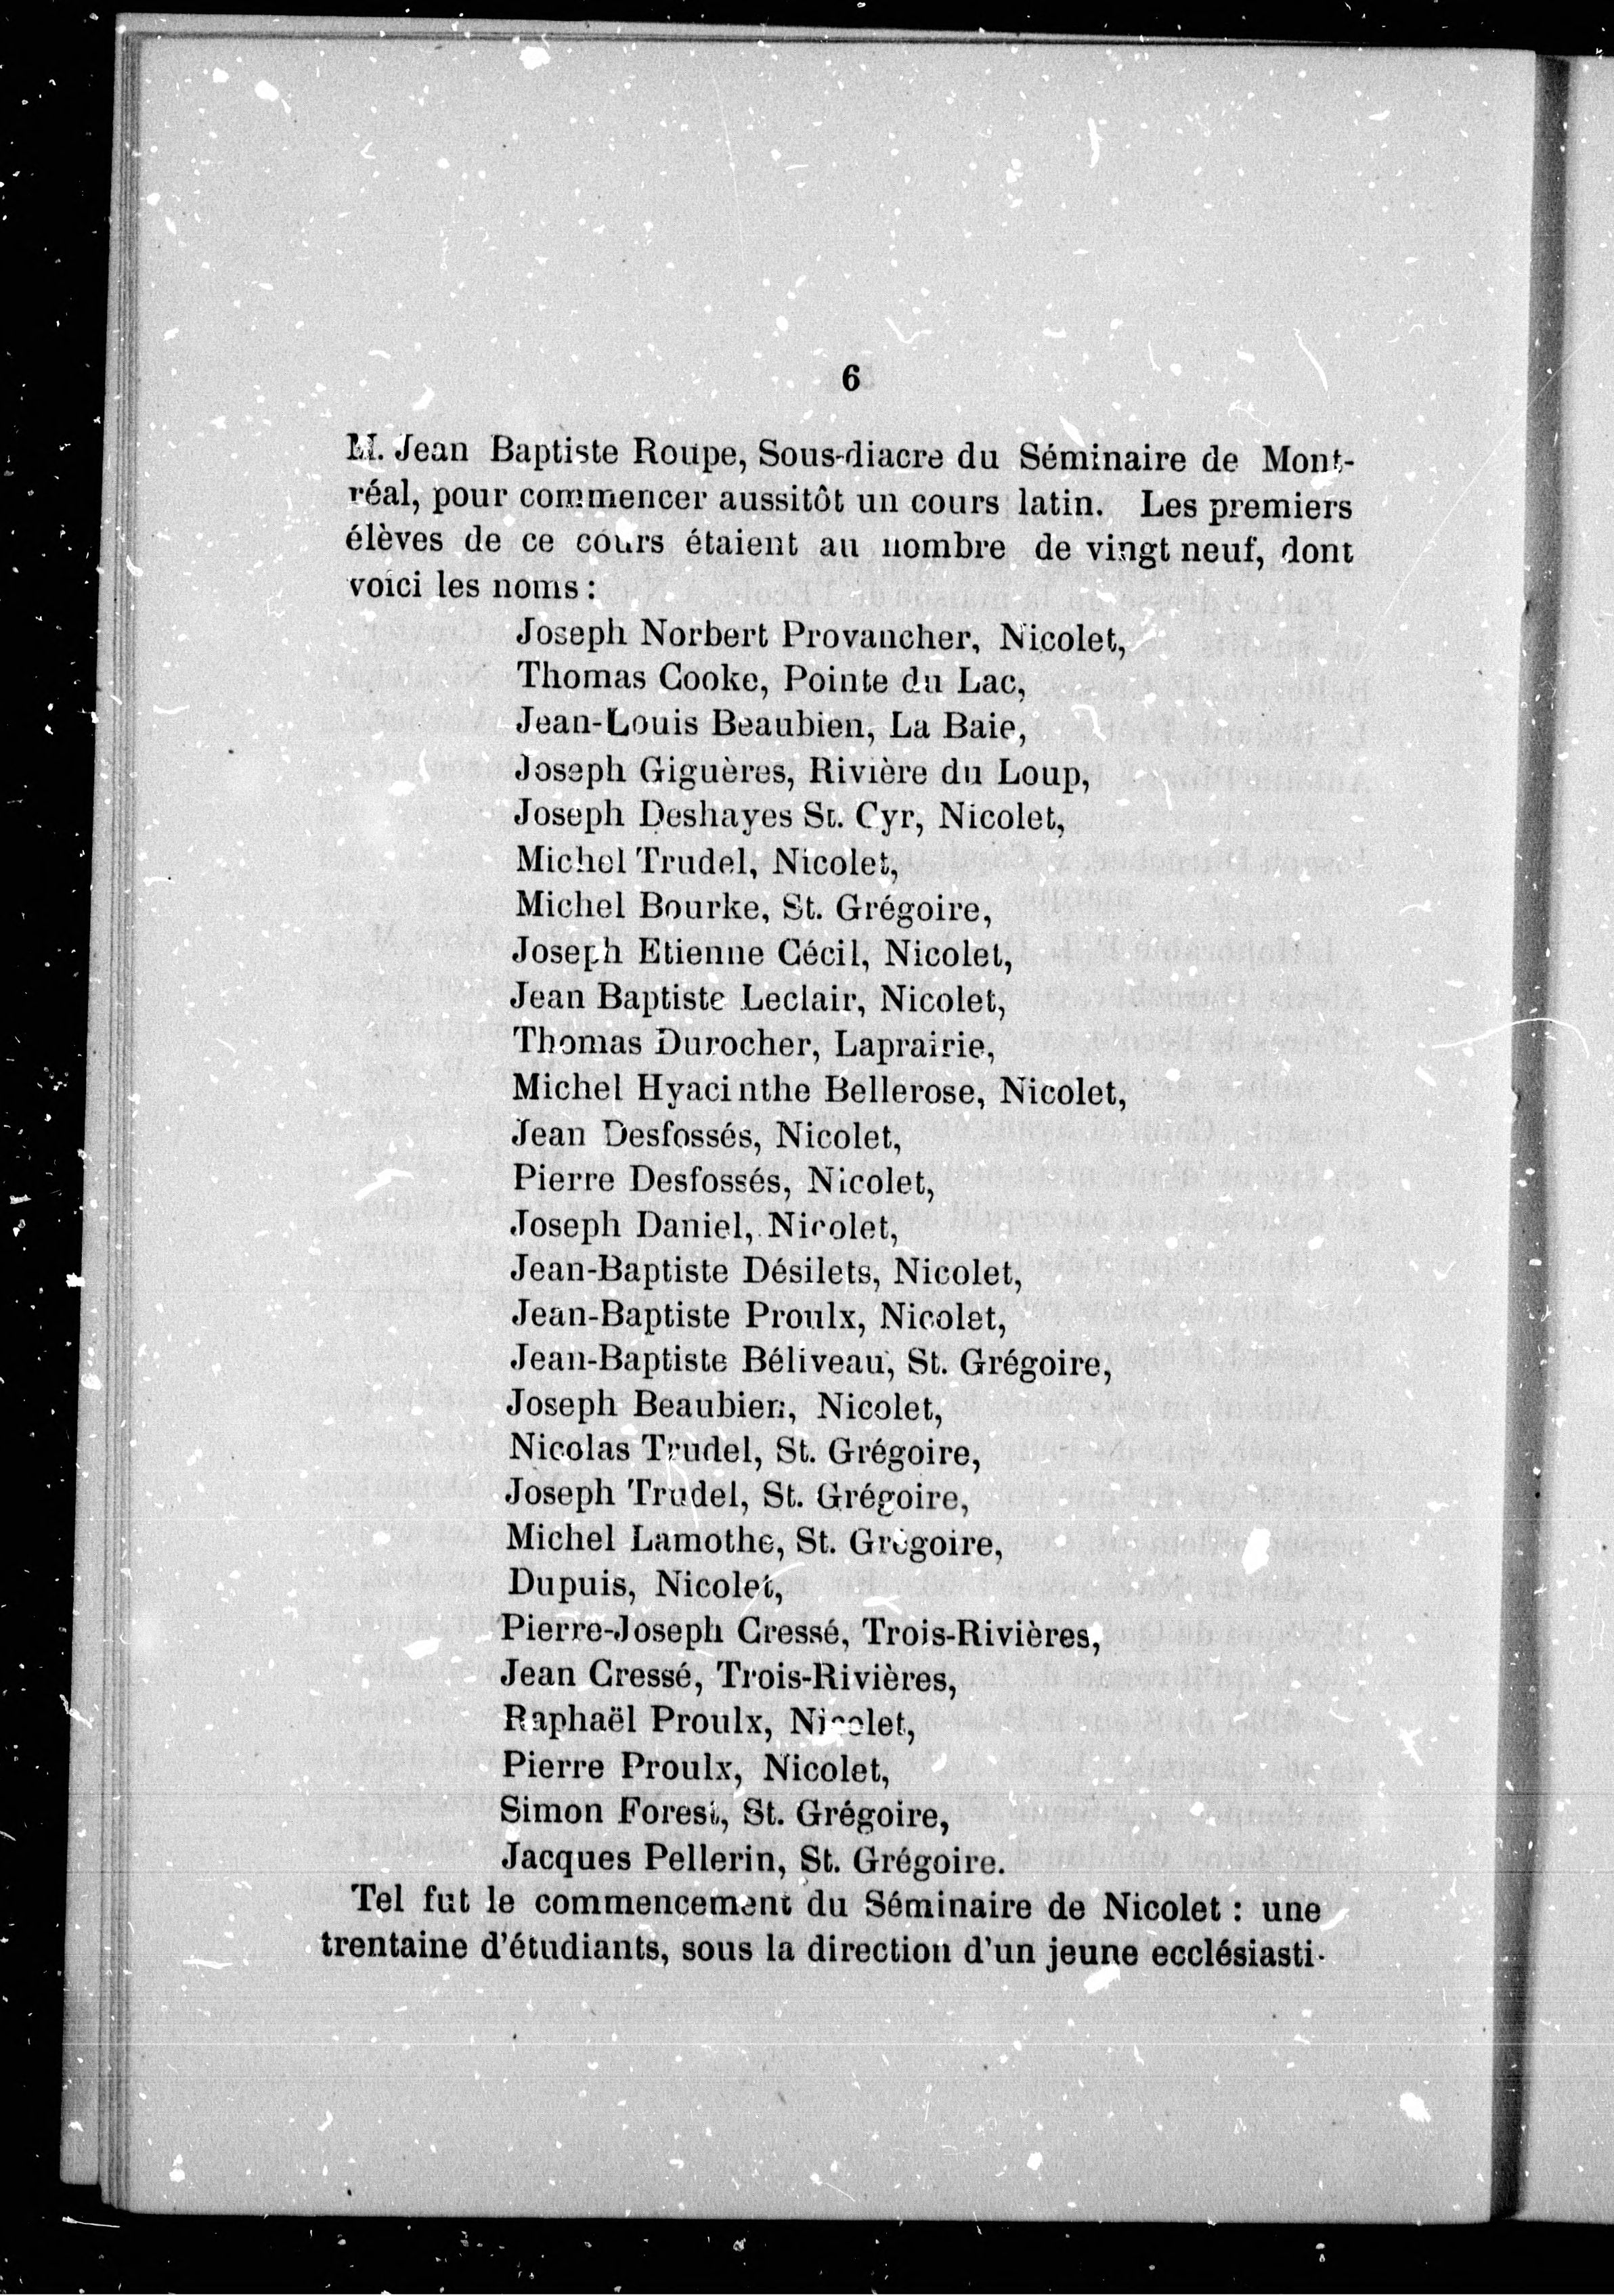 6
M. Jean Baptiste Roupe, Sous-diacre du Séminaire de Mont-
réal, pour commencer aussitôt un cours latin. Les premiers
élèves de ce cours étaient au nombre de vingt neuf, dont
voici les noms :
Joseph Norbert Provancher, Nicolet,
Thomas Cooke, Pointe du Lac,
Jean-Louis Beaubien, La Baie,
Joseph Giguères, Rivière du Loup,
Joseph Deshayes St. Cyr, Nicolet,
Michel Trudel, Nicolet,
Michel Bourke, St. Grégoire,
Joseph Etienne Cécil, Nicolet,
Jean Baptiste Leclair, Nicolet,
Thomas Durocher, Laprairie,
Michel Hyacinthe Bellerose, Nicolet,
Jean Desfossés, Nicolet,
Pierre Desfossés, Nicolet,
Joseph Daniel, Nicolet,
Jean-Baptiste Désilets, Nicolet,
Jean-Baptiste Proulx, Nicolet,
Jean-Baptiste Béliveau, St. Grégoire,
Joseph Beaubien, Nicolet,
Nicolas Trudel, St. Grégoire,
Joseph Trudel, St. Grégoire,
Michel Lamothe, St. Grégoire,
Dupuis, Nicolet,
Pierre-Joseph Cressé, Trois-Rivières,
Jean Cressé, Trois-Rivières,
Raphaël Proulx, Nicolet,
Pierre Proulx, Nicolet,
Simon Forest, St. Grégoire,
Jacques Pellerin, St. Grégoire.
Tel fut le commencement du Séminaire de Nicolet : une
trentaine d'étudiants, sous la direction d'un jeune ecclésiasti-